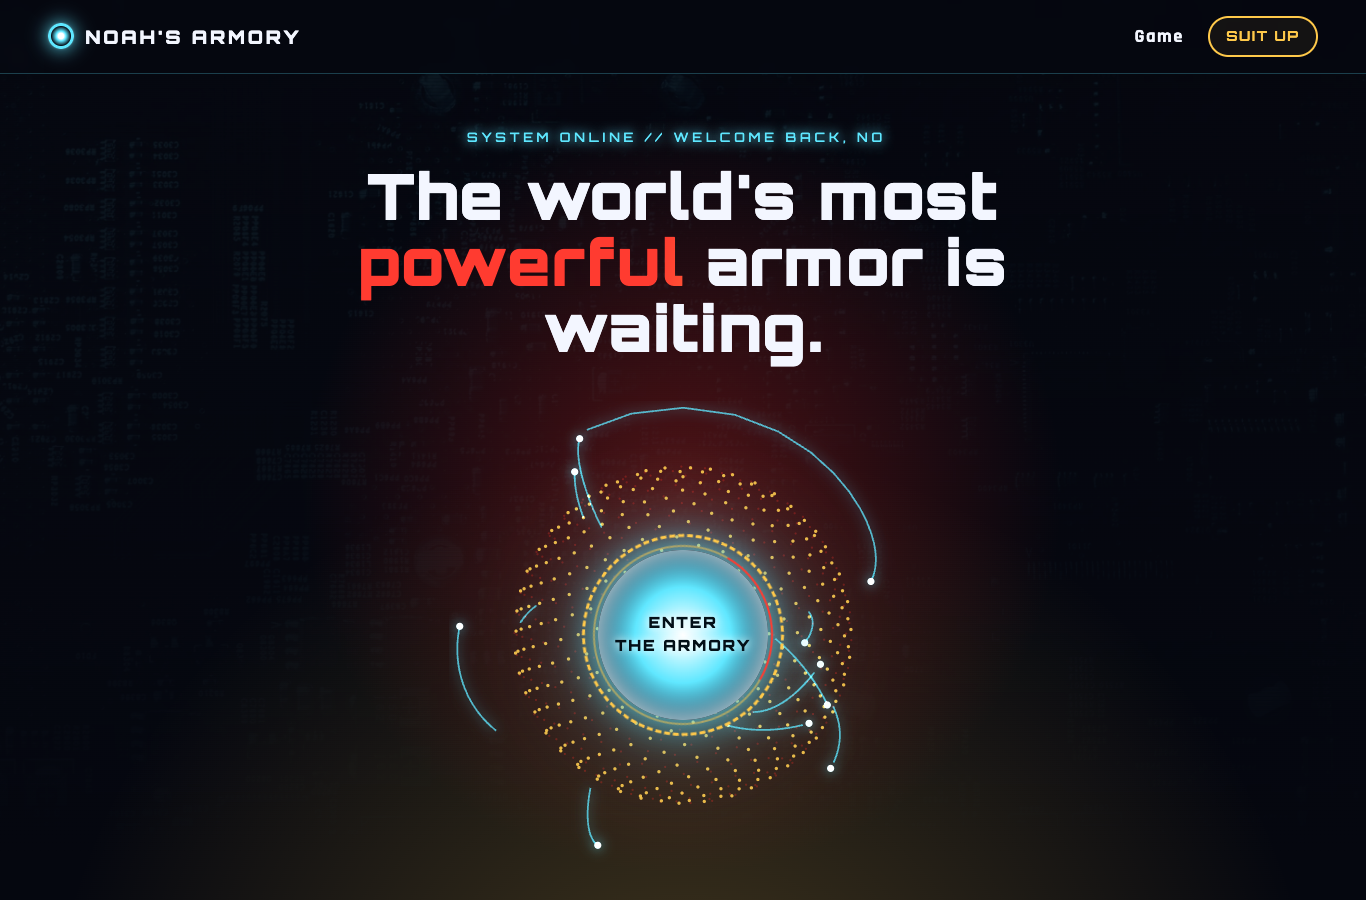 NOAH'S ARMORY
Game
SUIT UP
SYSTEM ONLINE // WELCOME BACK, NO
The world's most
powerful armor is
waiting.
ENTER
THE ARMORY